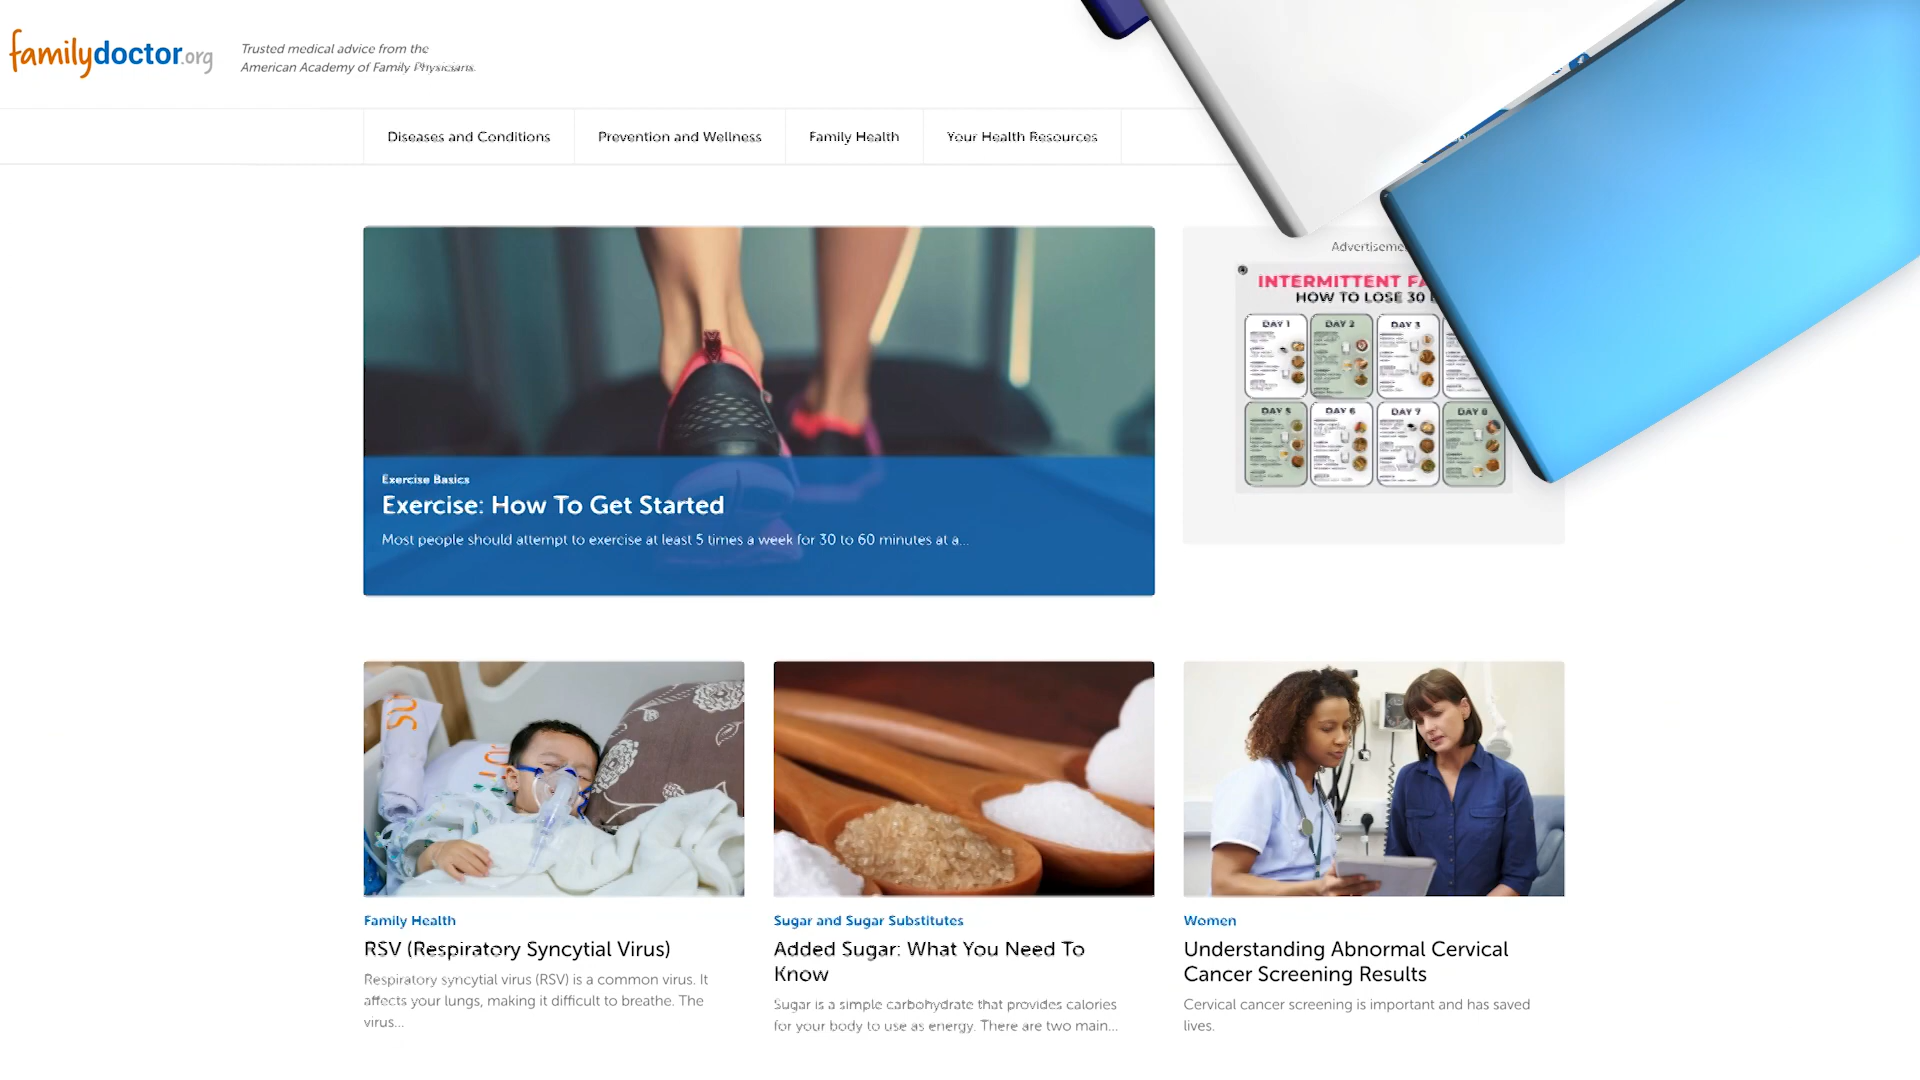 familydoctor.org
Trusted medical advice from the
American Academy of Family Physicians.
Diseases and Conditions
Prevention and Wellness
Family Health
Your Health Resources
Exercise Basics
Exercise: How To Get Started
Most people should attempt to exercise at least 5 times a week for 30 to 60 minutes at a...
INTERMITTENT
HOW TO LOSE 30
DAY 1
DAY 2
DAY 3
DAY 5
DAY 6
DAY 7
DAY 8
Family Health
RSV (Respiratory Syncytial Virus)
Respiratory syncytial virus (RSV) is a common virus. It
affects your lungs, making it difficult to breathe. The
virus...
Sugar and Sugar Substitutes
Added Sugar: What You Need To
Know
Sugar is a simple carbohydrate that provides calories
for your body to use as energy. There are two main...
Women
Understanding Abnormal Cervical
Cancer Screening Results
Cervical cancer screening is important and has saved
lives.